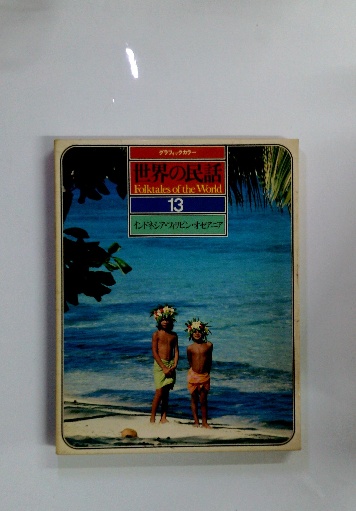 グラフィックカラー
世界の民話
Folktales of the World
13
インドネシア・フィリピン・オセアニア